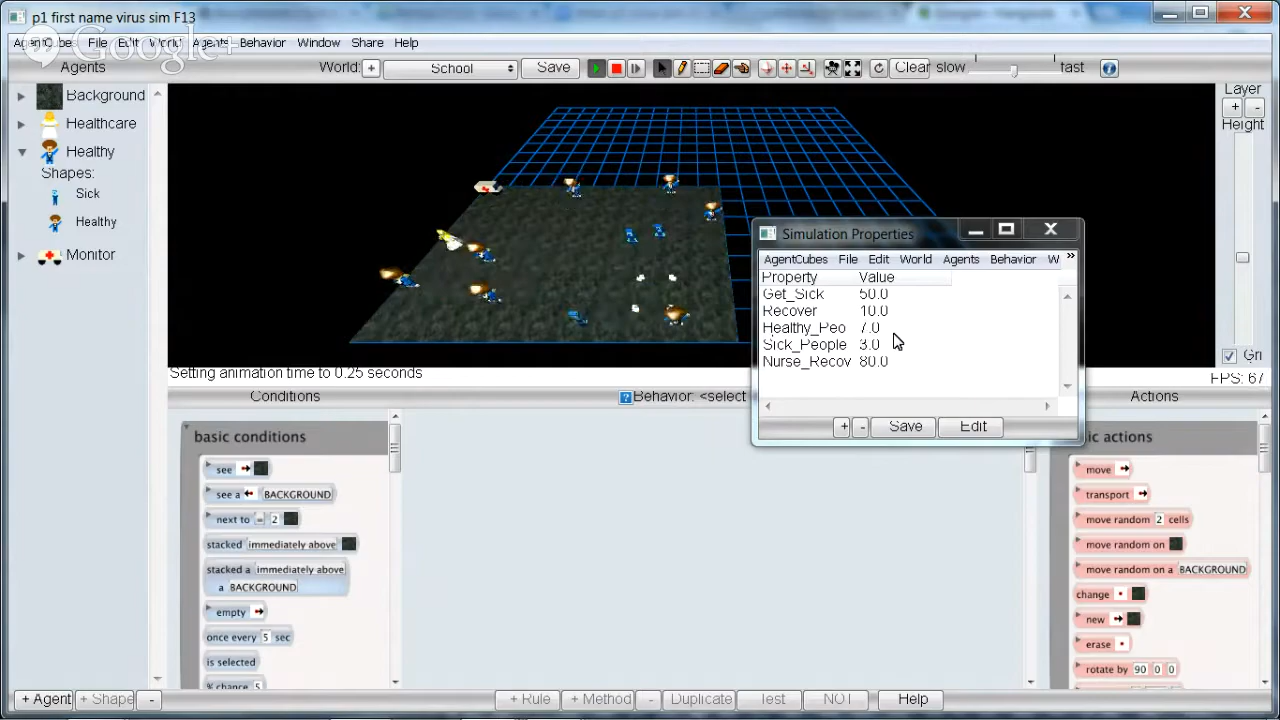 p1 first name virus sim F13
AgentCubes File Edit World Agents Behavior Window Share Help
Google+
Agents World: + School Save Clear slow fast
Background
Healthcare
Healthy
Shapes:
Sick
Healthy
Monitor
Layer
+ -
Height
Simulation Properties
AgentCubes File Edit World Agents Behavior W »
Property Value
Get_Sick 50.0
Recover 10.0
Healthy_Peo 7.0
Sick_People 3.0
Nurse_Recov 80.0
+ - Save Edit
Gri
Setting animation time to 0.25 seconds
FPS: 67
Conditions
? Behavior: <select
Actions
basic conditions
see
see a BACKGROUND
next to = 2
stacked immediately above
stacked a immediately above
a BACKGROUND
empty
once every 5 sec
is selected
% chance 5
ic actions
move
transport
move random 2 cells
move random on
move random on a BACKGROUND
change
new
erase
rotate by 90 0 0
+ Agent + Shape - + Rule + Method - Duplicate Test NOT Help